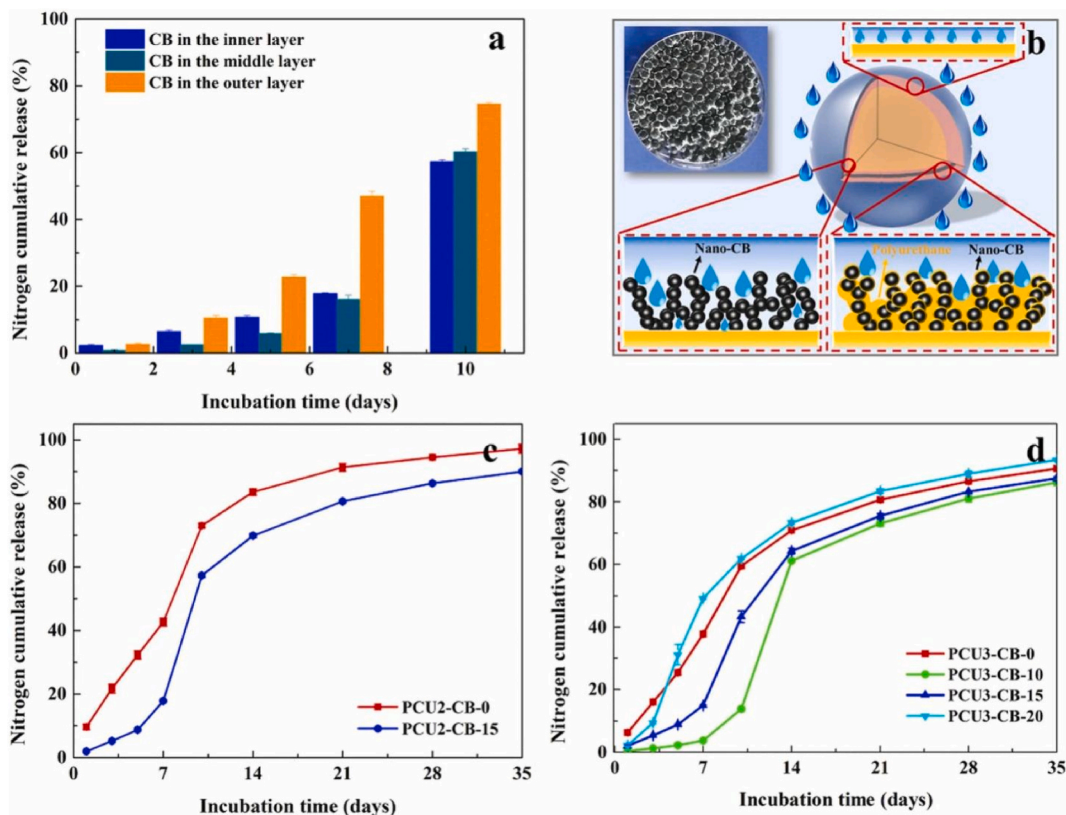 a
CB in the inner layer
CB in the middle layer
CB in the outer layer
Nitrogen cumulative release (%)
100
80
60
40
20
0
0 2 4 6 8 10
Incubation time (days)
b
Nano-CB
Polyurethane
Nano-CB
c
Nitrogen cumulative release (%)
100
80
60
40
20
0
PCU2-CB-0
PCU2-CB-15
0 7 14 21 28 35
Incubation time (days)
d
Nitrogen cumulative release (%)
100
80
60
40
20
0
PCU3-CB-0
PCU3-CB-10
PCU3-CB-15
PCU3-CB-20
0 7 14 21 28 35
Incubation time (days)